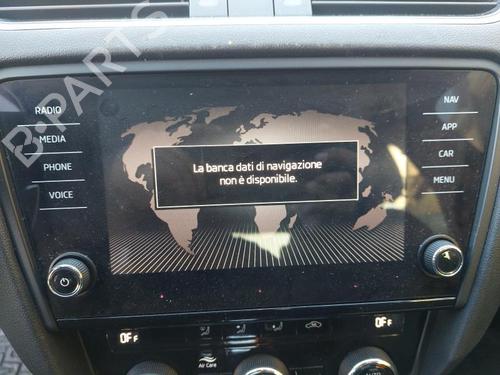 B-PARTS
RADIO
MEDIA
PHONE
VOICE
NAV
APP
CAR
MENU
La banca dati di navigazione
non è disponibile.
OFF
OFF
Air Care